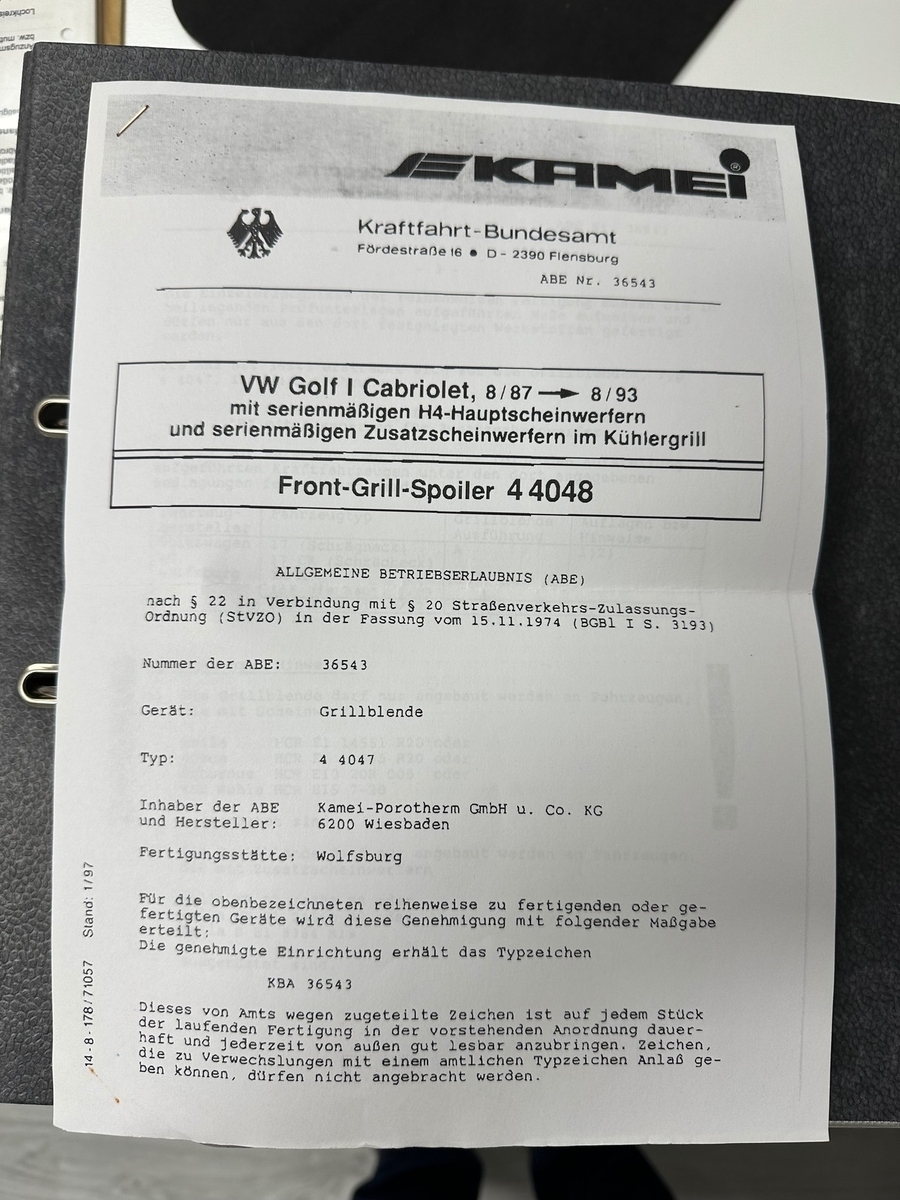 KAMEI ®
Kraftfahrt-Bundesamt
Fördestraße 16 ● D - 2390 Flensburg
ABE Nr. 36543
VW Golf I Cabriolet, 8/87 → 8/93
mit serienmäßigen H4-Hauptscheinwerfern
und serienmäßigen Zusatzscheinwerfern im Kühlergrill
Front-Grill-Spoiler 4 4048
ALLGEMEINE BETRIEBSERLAUBNIS (ABE)
nach § 22 in Verbindung mit § 20 Straßenverkehrs-Zulassungs-
Ordnung (StVZO) in der Fassung vom 15.11.1974 (BGBl I S. 3193)
Nummer der ABE: 36543
Gerät: Grillblende
Typ: 4 4047
Inhaber der ABE Kamei-Porotherm GmbH u. Co. KG
und Hersteller: 6200 Wiesbaden
Fertigungsstätte: Wolfsburg
Für die obenbezeichneten reihenweise zu fertigenden oder ge-
fertigten Geräte wird diese Genehmigung mit folgender Maßgabe
erteilt:
Die genehmigte Einrichtung erhält das Typzeichen
KBA 36543
Dieses von Amts wegen zugeteilte Zeichen ist auf jedem Stück
der laufenden Fertigung in der vorstehenden Anordnung dauer-
haft und jederzeit von außen gut lesbar anzubringen. Zeichen,
die zu Verwechslungen mit einem amtlichen Typzeichen Anlaß ge-
ben können, dürfen nicht angebracht werden.
14-8-178/71057 Stand: 1/97